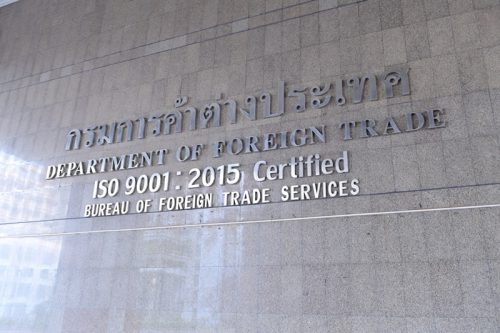 กรมการค้าต่างประเทศ
DEPARTMENT OF FOREIGN TRADE
ISO 9001 : 2015 Certified
BUREAU OF FOREIGN TRADE SERVICES